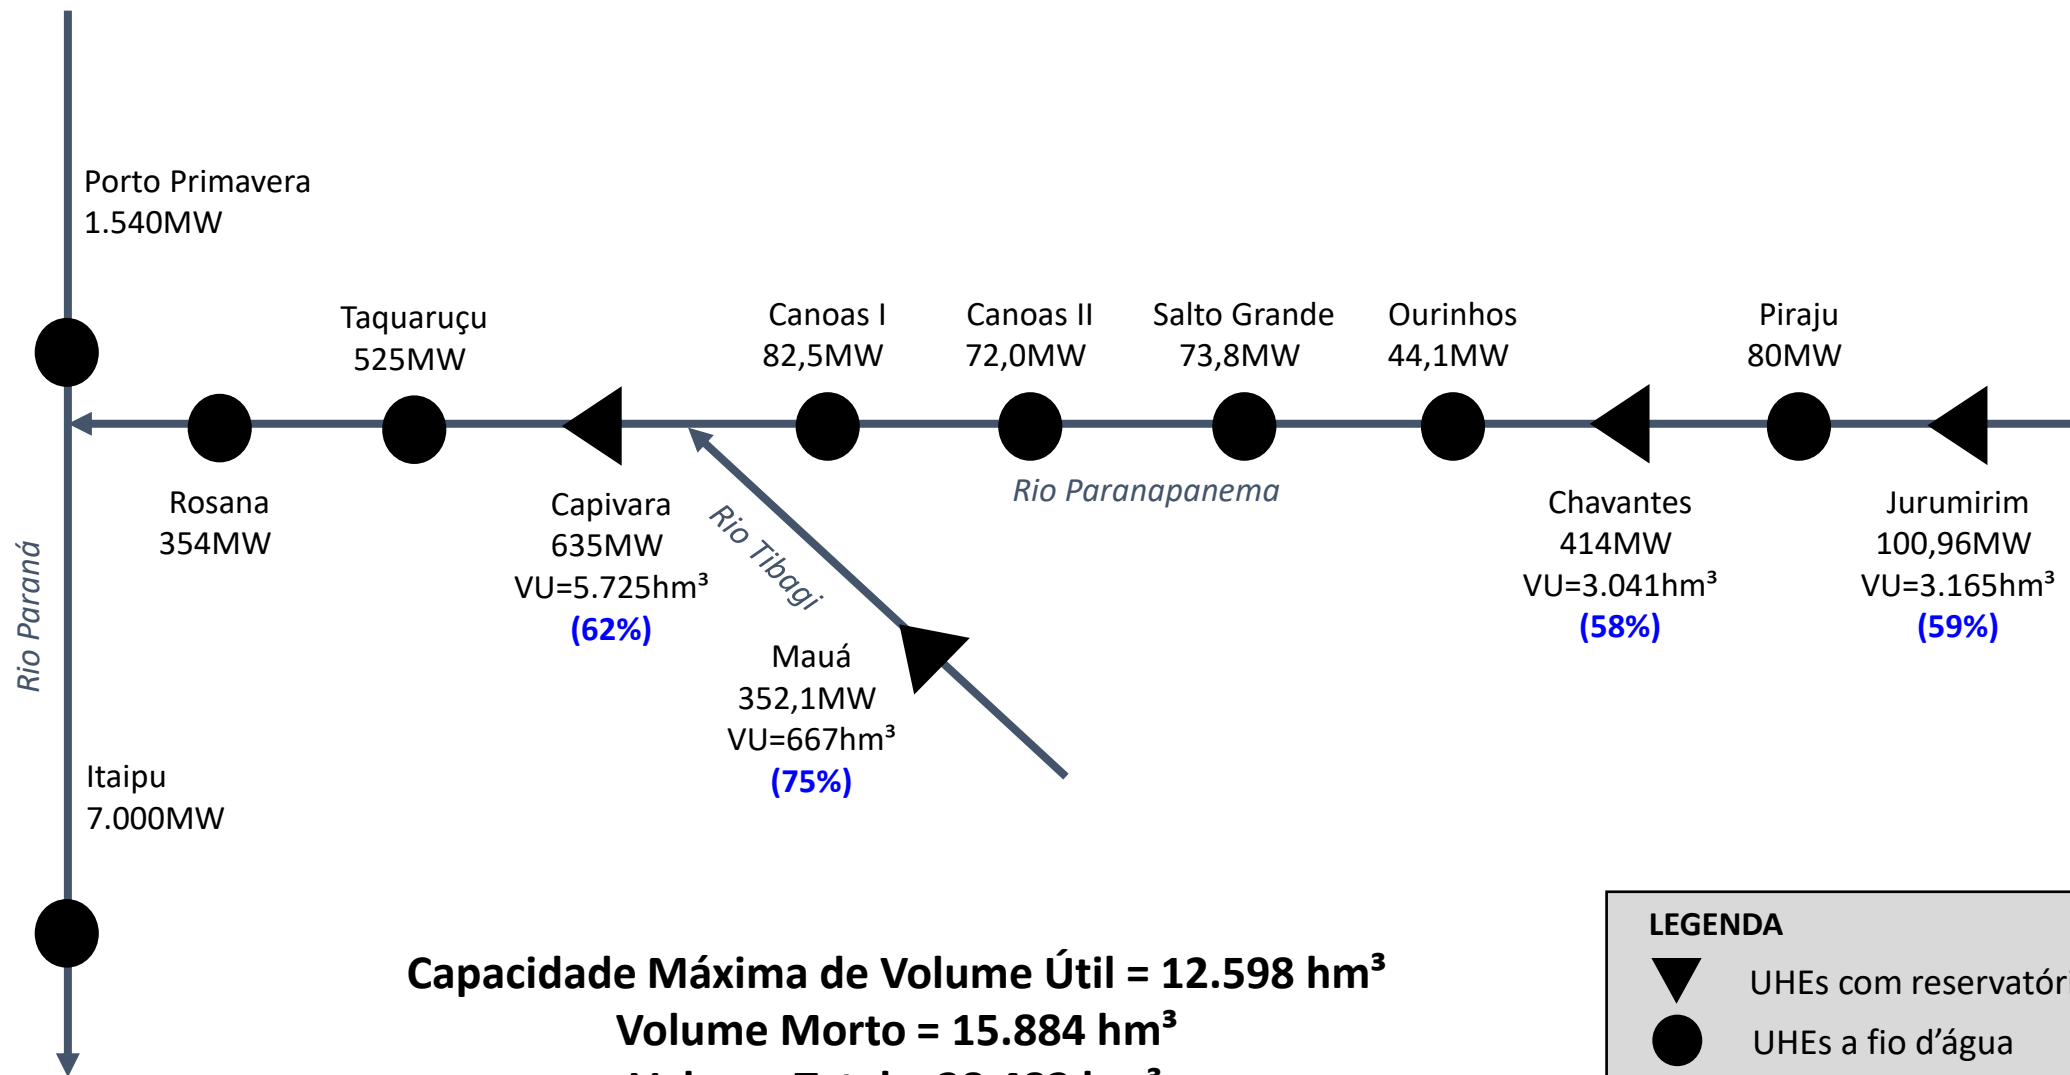 Porto Primavera
1.540MW
Taquaruçu
525MW
Canoas I
82,5MW
Canoas II
72,0MW
Salto Grande
73,8MW
Ourinhos
44,1MW
Piraju
80MW
Rosana
354MW
Capivara
635MW
VU=5.725hm³
(62%)
Rio Tibagi
Rio Paranapanema
Chavantes
414MW
VU=3.041hm³
(58%)
Jurumirim
100,96MW
VU=3.165hm³
(59%)
Rio Paraná
Mauá
352,1MW
VU=667hm³
(75%)
Itaipu
7.000MW
Capacidade Máxima de Volume Útil = 12.598 hm³
Volume Morto = 15.884 hm³
LEGENDA
UHEs com
UHEs a fio d’água